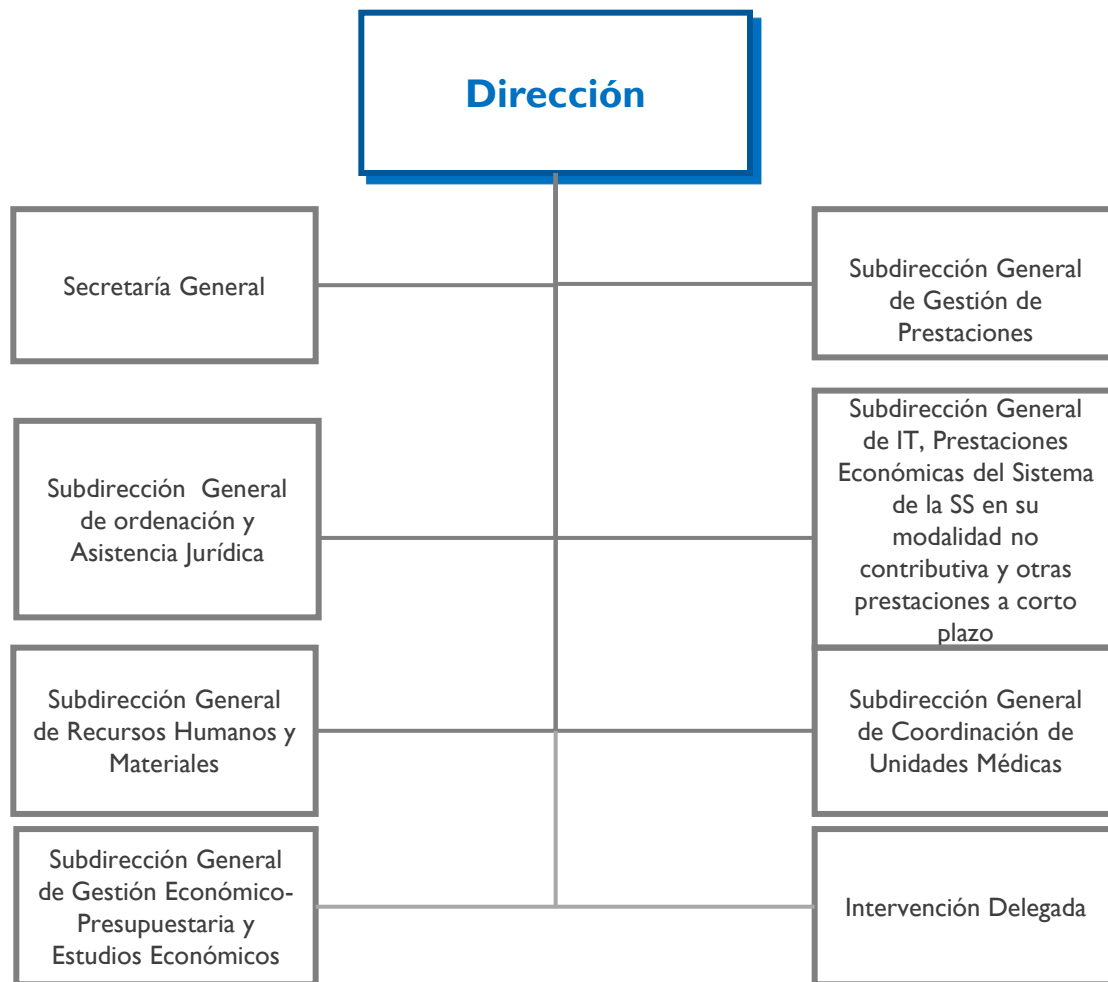 Dirección
Secretaría General
Subdirección General
de Gestión de
Prestaciones
Subdirección General
de ordenación y
Asistencia Jurídica
Subdirección General
de IT, Prestaciones
Económicas del Sistema
de la SS en su
modalidad no
contributiva y otras
prestaciones a corto
plazo
Subdirección General
de Recursos Humanos y
Materiales
Subdirección General
de Coordinación de
Unidades Médicas
Subdirección General
de Gestión Económico-
Presupuestaria y
Estudios Económicos
Intervención Delegada